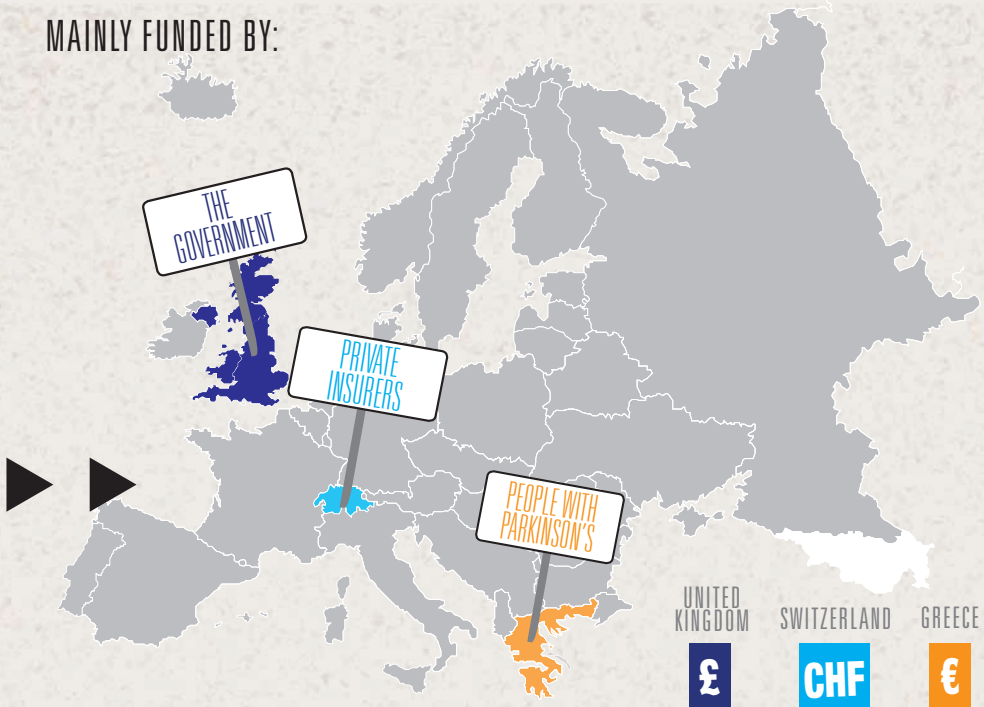 MAINLY FUNDED BY:
THE
GOVERNMENT
PRIVATE
INSURERS
PEOPLE WITH
PARKINSON'S
UNITED
KINGDOM
SWITZERLAND
GREECE
£
CHF
€